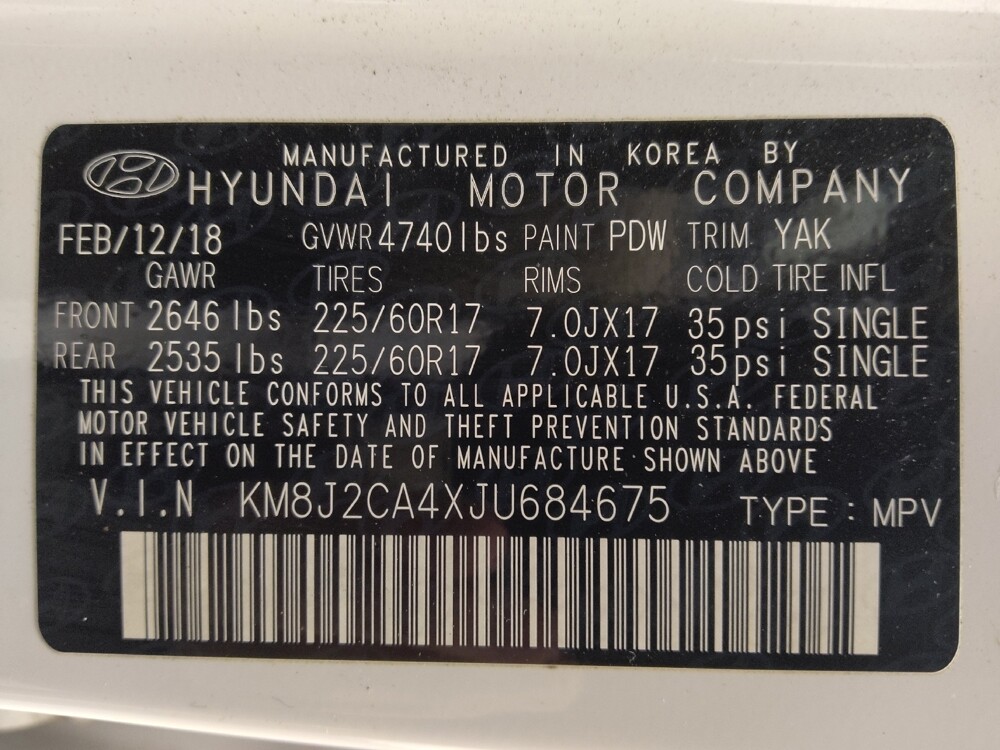 MANUFACTURED IN KOREA BY
HYUNDAI MOTOR COMPANY
FEB/12/18 GVWR 4740lbs PAINT PDW TRIM YAK
GAWR TIRES RIMS COLD TIRE INFL
FRONT 2646 lbs 225/60R17 7.0JX17 35psi SINGLE
REAR 2535 lbs 225/60R17 7.0JX17 35psi SINGLE
THIS VEHICLE CONFORMS TO ALL APPLICABLE U.S.A. FEDERAL
MOTOR VEHICLE SAFETY AND THEFT PREVENTION STANDARDS
IN EFFECT ON THE DATE OF MANUFACTURE SHOWN ABOVE
V.I.N KM8J2CA4XJU684675 TYPE : MPV